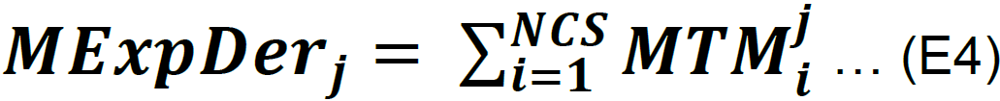 MExpDer_j = ∑_{i=1}^{NCS} MTM_i^j … (E4)